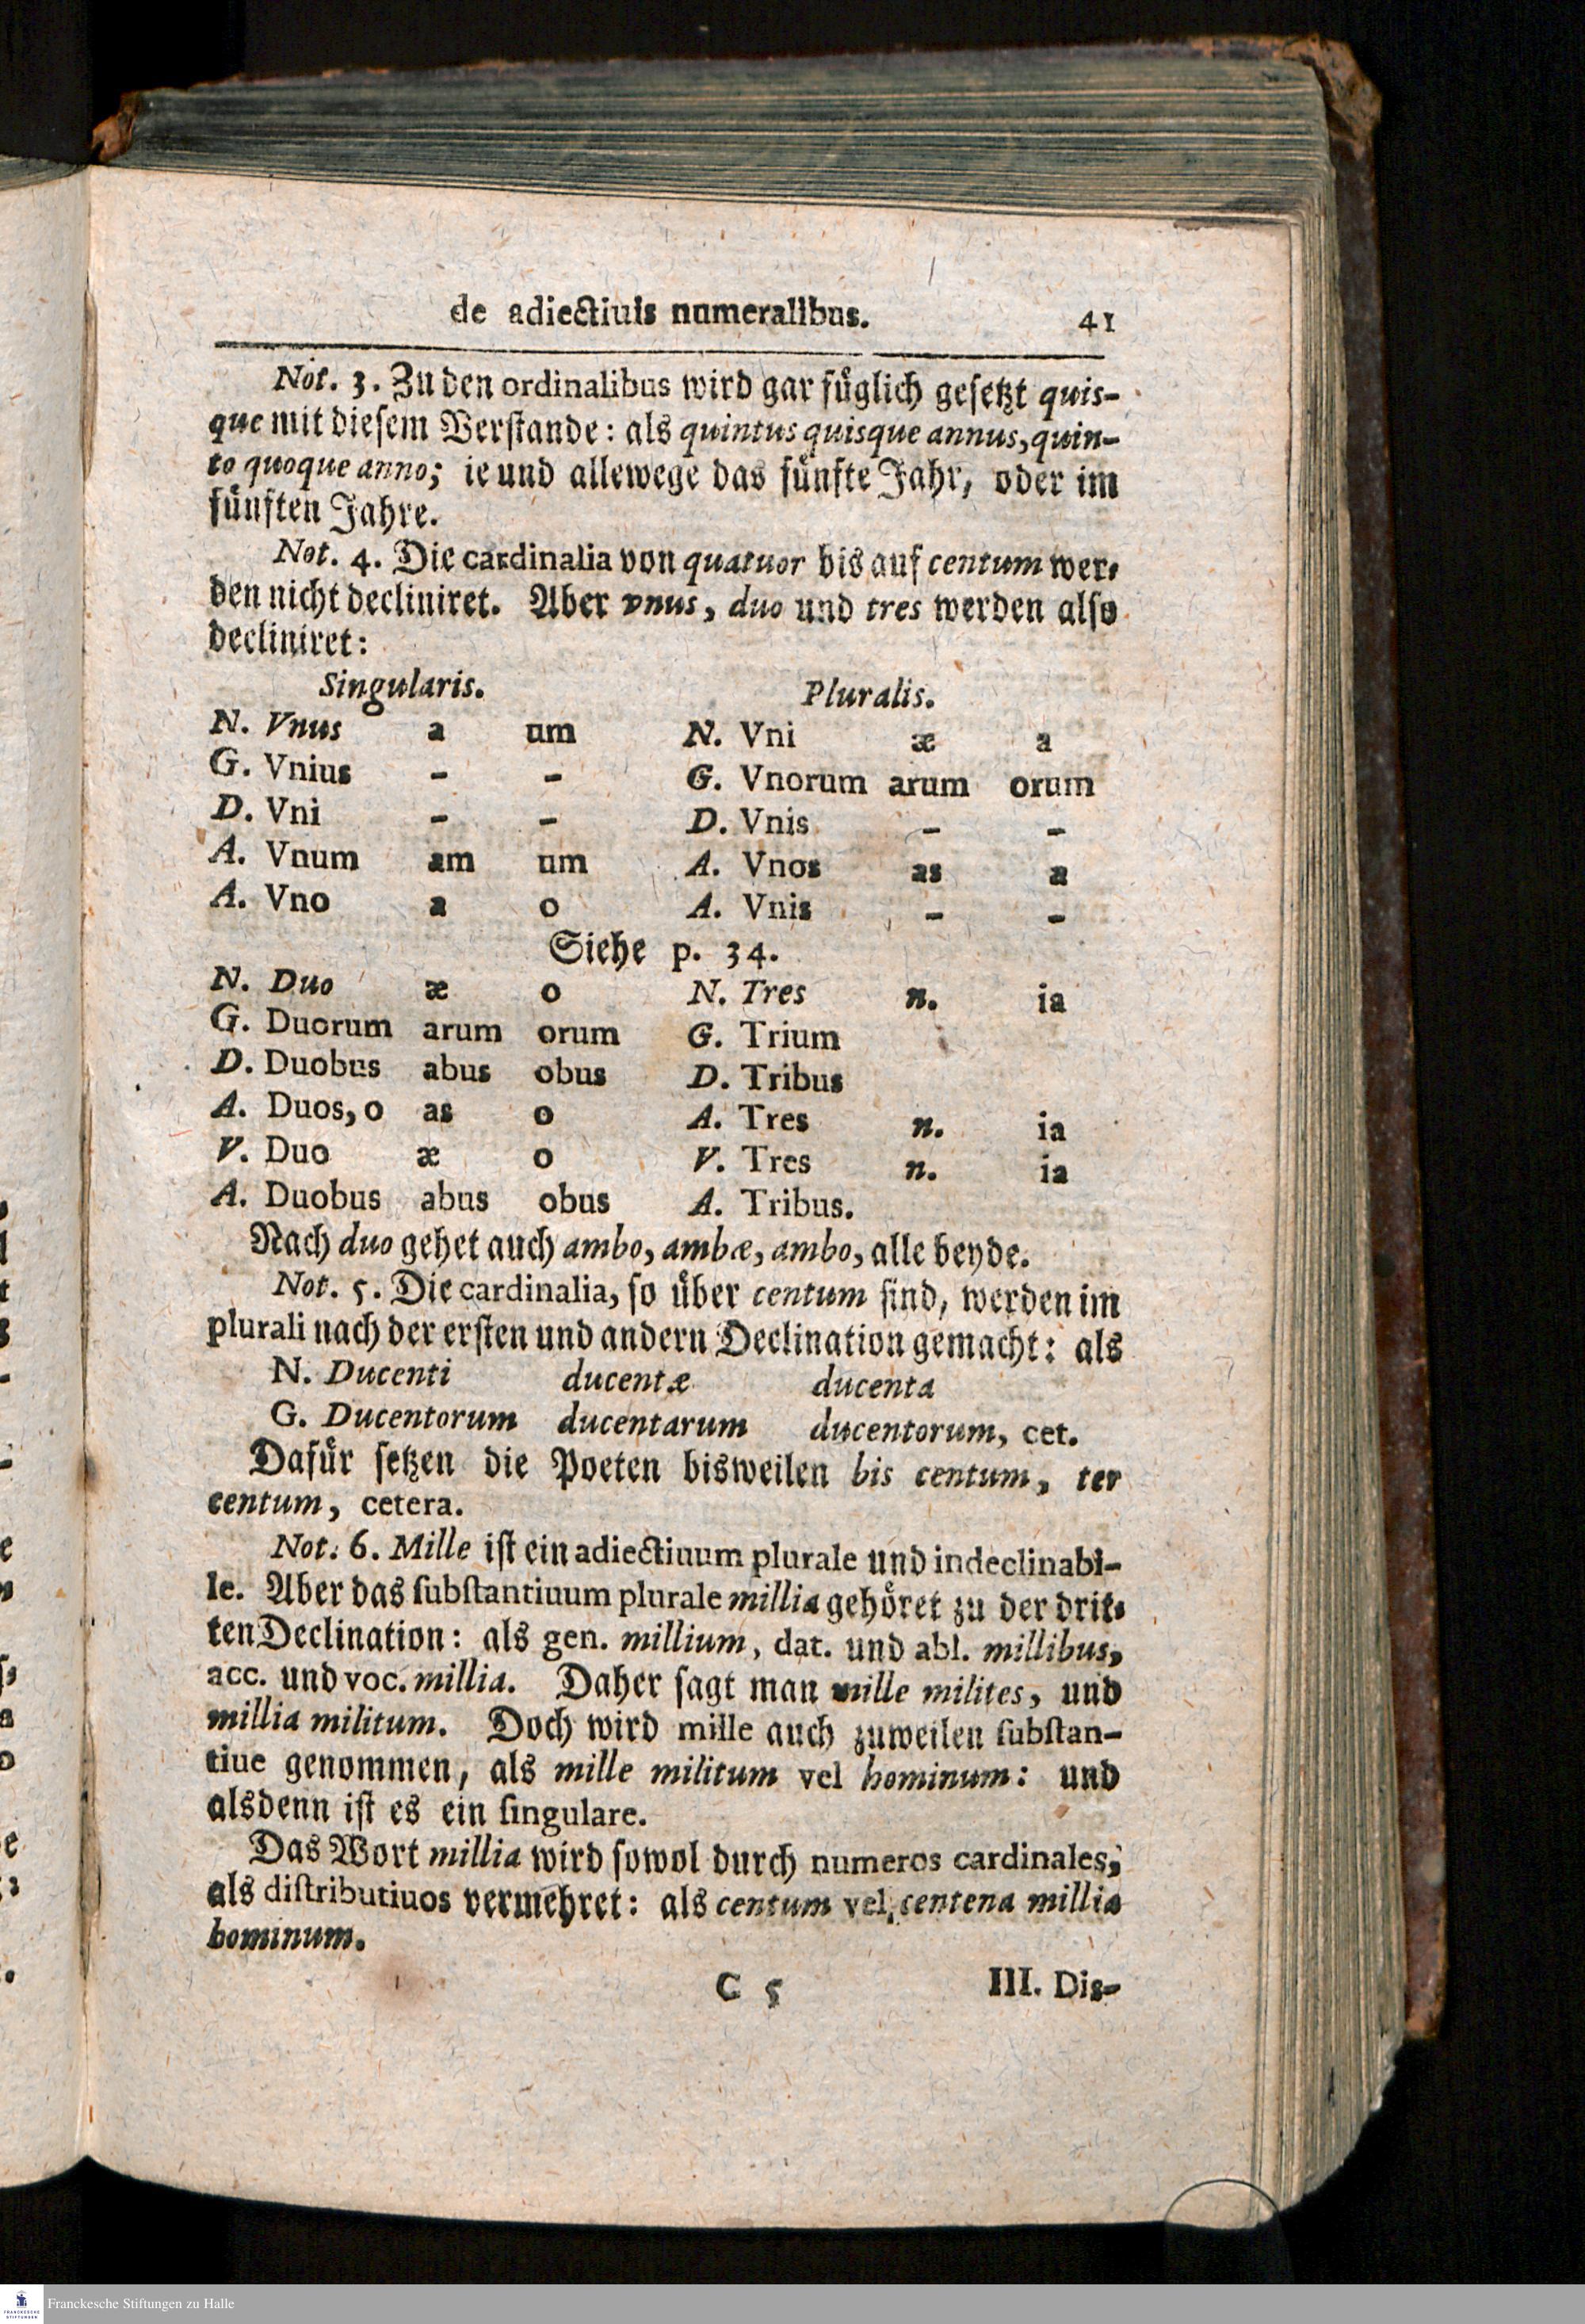 de adiectiuis numeralibus. 41
Not. 3. Zu den ordinalibus wird gar füglich gesetzt quis-
que mit diesem Verstande: als quintus quisque annus, quin-
to quoque anno; ie und allewege das fünfte Jahr, oder im
fünften Jahre.
Not. 4. Die cardinalia von quatuor bis auf centum wer-
den nicht decliniret. Aber vnus, duo und tres werden also
decliniret:
Singularis. Pluralis.
N. Vnus a um N. Vni æ a
G. Vnius - - G. Vnorum arum orum
D. Vni - - D. Vnis - -
A. Vnum am um A. Vnos as a
A. Vno a o A. Vnis - -
Siehe p. 34.
N. Duo æ o N. Tres n. ia
G. Duorum arum orum G. Trium
D. Duobus abus obus D. Tribus
A. Duos, o as o A. Tres n. ia
V. Duo æ o V. Tres n. ia
A. Duobus abus obus A. Tribus.
Nach duo gehet auch ambo, ambæ, ambo, alle beyde.
Not. 5. Die cardinalia, so über centum sind, werden im
plurali nach der ersten und andern Declination gemacht: als
N. Ducenti ducentæ ducenta
G. Ducentorum ducentarum ducentorum, cet.
Dafür setzen die Poeten bisweilen bis centum, ter
centum, cetera.
Not. 6. Mille ist ein adiectiuum plurale und indeclinabi-
le. Aber das substantiuum plurale millia gehöret zu der drit-
ten Declination: als gen. millium, dat. und abl. millibus,
acc. und voc. millia. Daher sagt man mille milites, und
millia militum. Doch wird mille auch zuweilen substan-
tiue genommen, als mille militum vel hominum: und
alsdenn ist es ein singulare.
Das Wort millia wird sowol durch numeros cardinales,
als distributiuos vermehret: als centum vel centena millia
hominum.
C 5 III. Dis-
FRANCKESCHE
STIFTUNGEN
Franckesche Stiftungen zu Halle